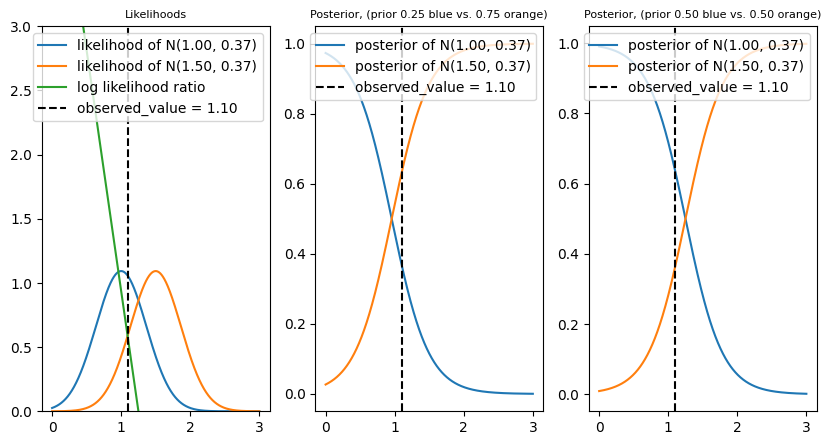 Likelihoods
likelihood of N(1.00, 0.37)
likelihood of N(1.50, 0.37)
log likelihood ratio
observed_value = 1.10
3.0
2.5
2.0
1.5
1.0
0.5
0.0
0
1
2
3
Posterior, (prior 0.25 blue vs. 0.75 orange)
posterior of N(1.00, 0.37)
posterior of N(1.50, 0.37)
observed_value = 1.10
1.0
0.8
0.6
0.4
0.2
0.0
0
1
2
3
Posterior, (prior 0.50 blue vs. 0.50 orange)
posterior of N(1.00, 0.37)
posterior of N(1.50, 0.37)
observed_value = 1.10
1.0
0.8
0.6
0.4
0.2
0.0
0
1
2
3